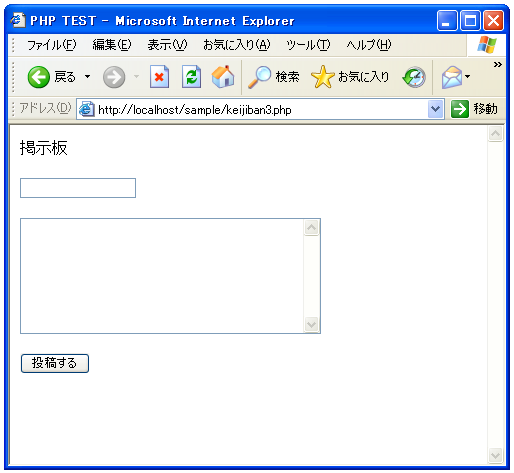 PHP TEST - Microsoft Internet Explorer
ファイル(F) 編集(E) 表示(V) お気に入り(A) ツール(T) ヘルプ(H)
戻る 検索 お気に入り »
アドレス(D) http://localhost/sample/keijiban3.php 移動
掲示板
投稿する